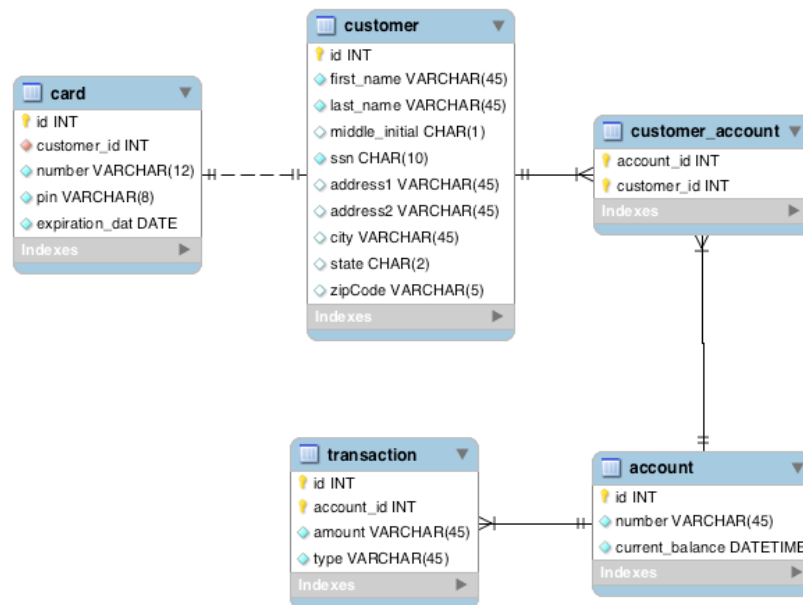 customer
id INT
first_name VARCHAR(45)
last_name VARCHAR(45)
middle_initial CHAR(1)
ssn CHAR(10)
address1 VARCHAR(45)
address2 VARCHAR(45)
city VARCHAR(45)
state CHAR(2)
zipCode VARCHAR(5)
Indexes
card
id INT
customer_id INT
number VARCHAR(12)
pin VARCHAR(8)
expiration_dat DATE
Indexes
customer_account
account_id INT
customer_id INT
Indexes
transaction
id INT
account_id INT
amount VARCHAR(45)
type VARCHAR(45)
Indexes
account
id INT
number VARCHAR(45)
current_balance DATETIME
Indexes